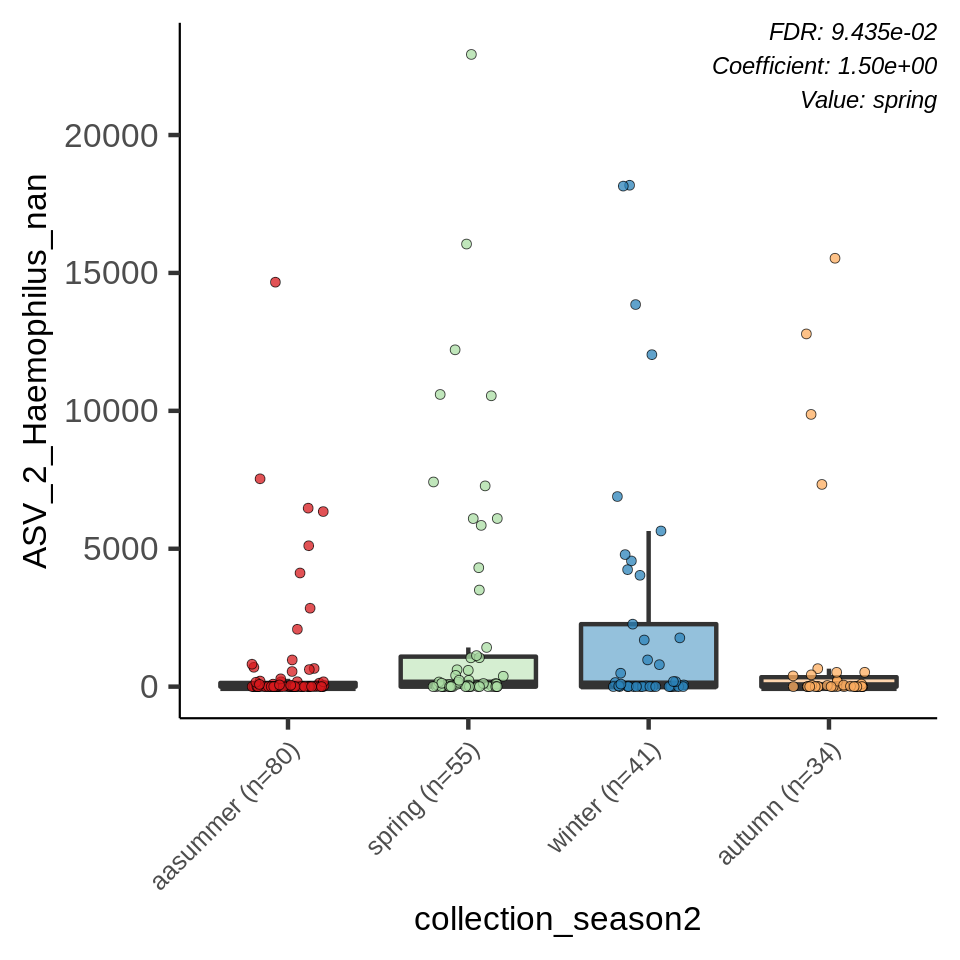 FDR: 9.435e-02
Coefficient: 1.50e+00
Value: spring
ASV_2_Haemophilus_nan
20000
15000
10000
5000
0
aasummer (n=80)
spring (n=55)
winter (n=41)
autumn (n=34)
collection_season2